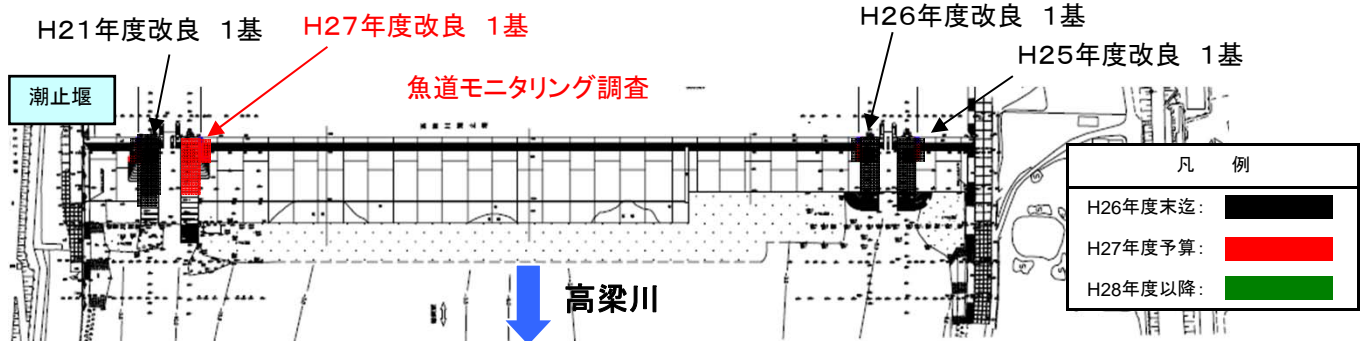 H26年度改良 1基
H21年度改良 1基
H27年度改良 1基
H25年度改良 1基
潮止堰
魚道モニタリング調査
凡 例
H26年度末迄:
H27年度予算:
H28年度以降:
高梁川